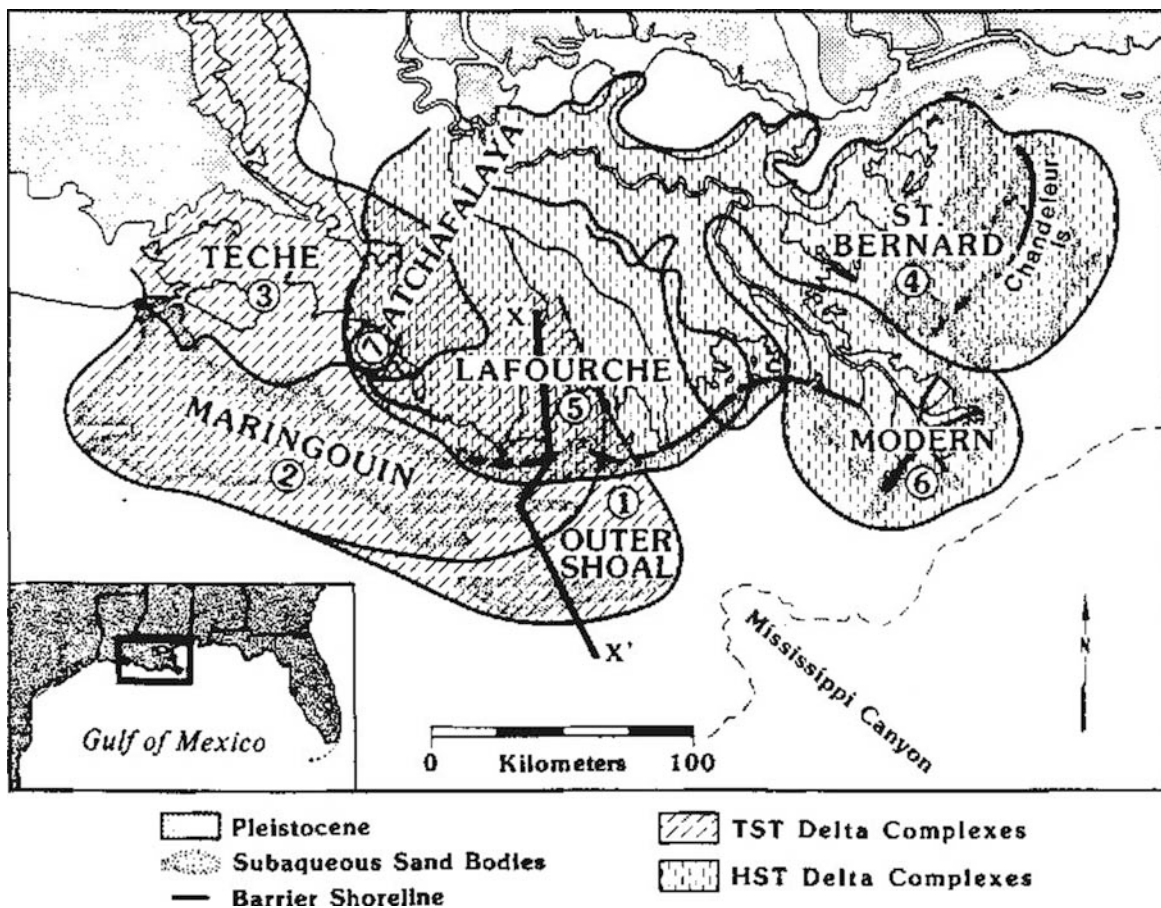 ATCHAFALAYA
ST.
BERNARD
④
Chandeleur
Is.
TECHE
③
X
⑦
LAFOURCHE
⑤
MARINGOUIN
②
MODERN
⑥
①
OUTER
SHOAL
X'
Mississippi Canyon
N
Gulf of Mexico
0 Kilometers 100
Pleistocene
Subaqueous Sand Bodies
Barrier Shoreline
TST Delta Complexes
HST Delta Complexes